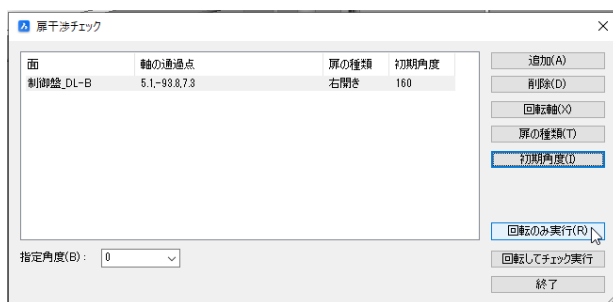 扉干渉チェック
面 軸の通過点 扉の種類 初期角度
制御盤_DL-B 5.1,-93.8,7.3 右開き 160
追加(A)
削除(D)
回転軸(X)
扉の種類(T)
初期角度(I)
回転のみ実行(R)
指定角度(B): 0
回転してチェック実行
終了